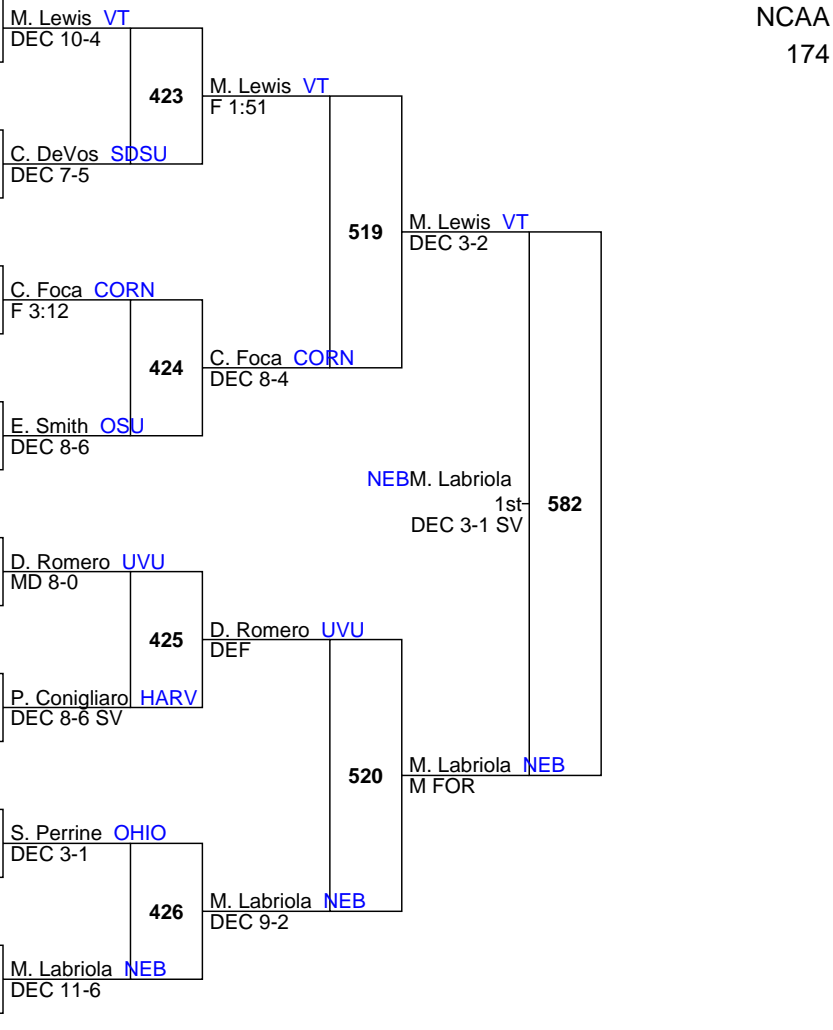 NCAA
174
M. Lewis VT
DEC 10-4
423
M. Lewis VT
F 1:51
C. DeVos SDSU
DEC 7-5
519
M. Lewis VT
DEC 3-2
C. Foca CORN
F 3:12
424
C. Foca CORN
DEC 8-4
E. Smith OSU
DEC 8-6
NEBM. Labriola
1st
DEC 3-1 SV
582
D. Romero UVU
MD 8-0
425
D. Romero UVU
DEF
P. Conigliaro HARV
DEC 8-6 SV
520
M. Labriola NEB
M FOR
S. Perrine OHIO
DEC 3-1
426
M. Labriola NEB
DEC 9-2
M. Labriola NEB
DEC 11-6